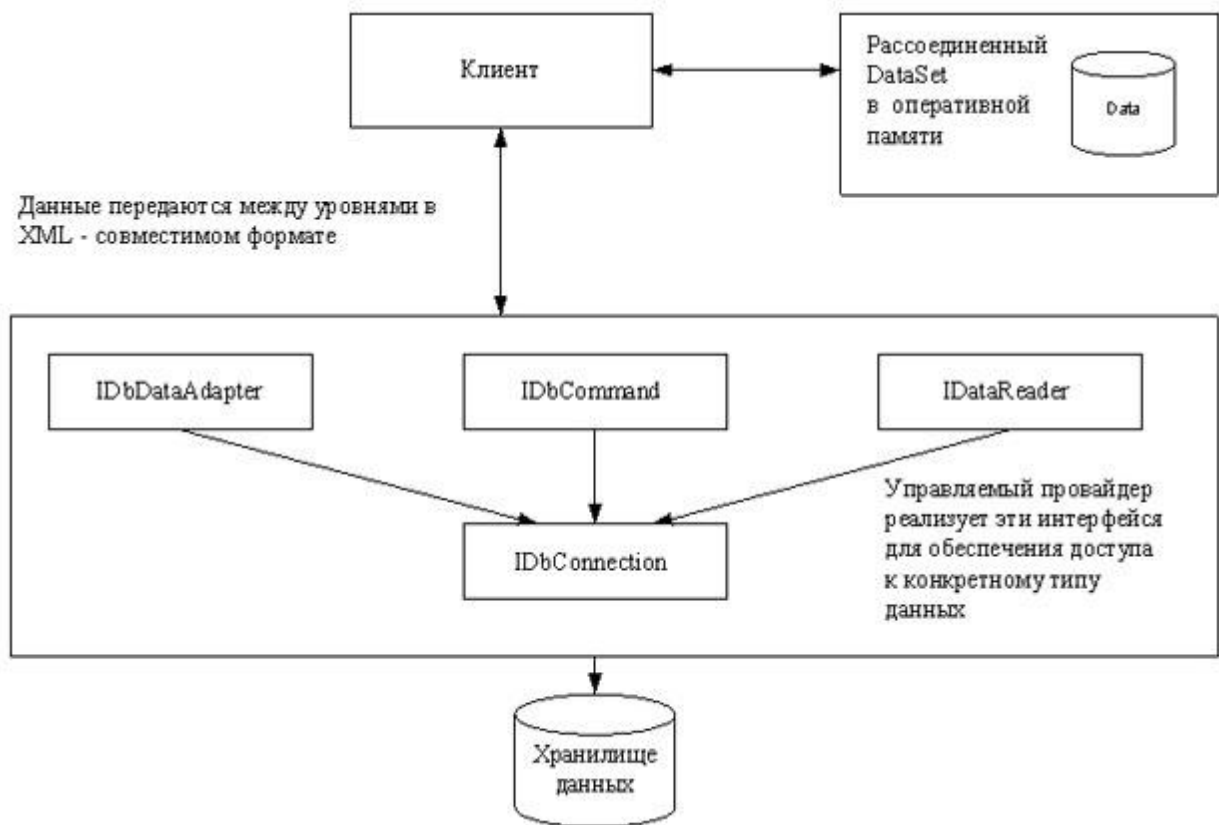 Клиент
Рассоединенный
DataSet
в оперативной
памяти
Data
Данные передаются между уровнями в
XML - совместимом формате
IDbDataAdapter
IDbCommand
IDataReader
Управляемый провайдер
реализует эти интерфейся
для обеспечения доступа
к конкретному типу
данных
IDbConnection
Хранилище
данных